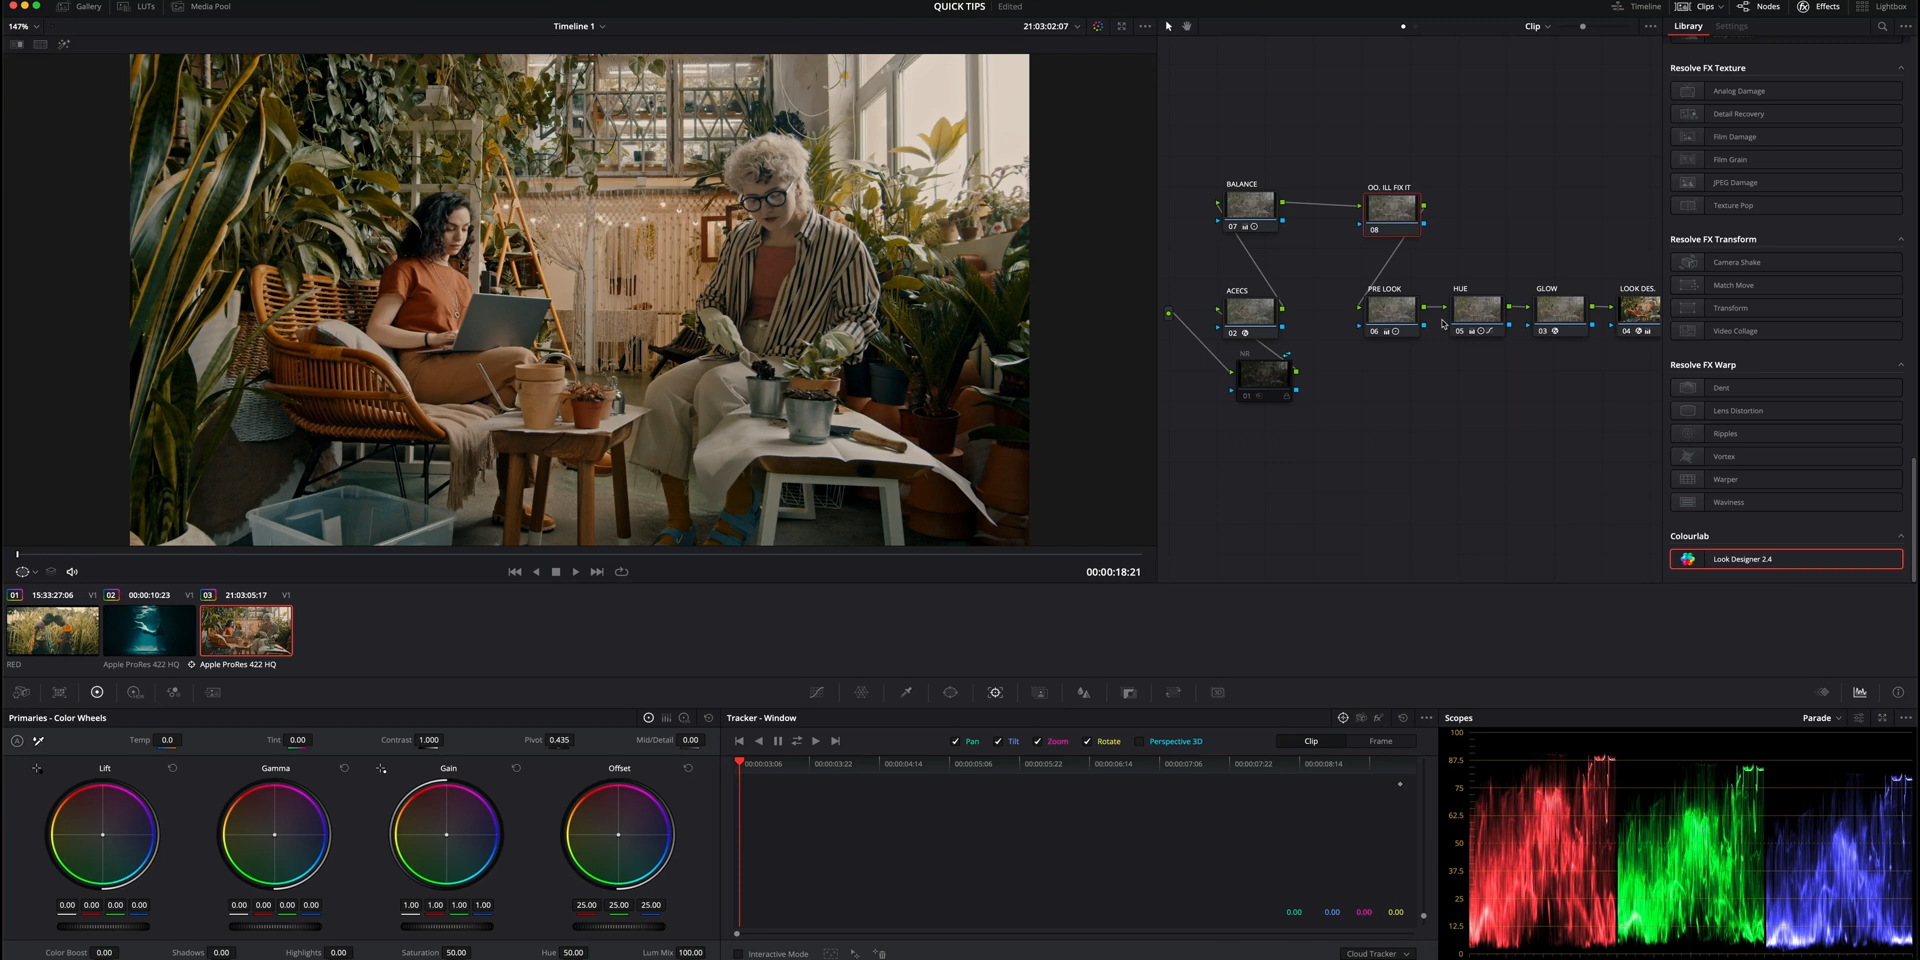 Gallery LUTs Media Pool QUICK TIPS Edited Timeline Clips Nodes Effects Lightbox
147% Timeline 1 21:03:02:07 Clip Library Settings
Resolve FX Texture
Analog Damage
Detail Recovery
Film Damage
Film Grain
JPEG Damage
Texture Pop
Resolve FX Transform
Camera Shake
Match Move
Transform
Video Collage
Resolve FX Warp
Dent
Lens Distortion
Ripples
Vortex
Warper
Waviness
Colourlab
Look Designer 2.4
BALANCE OO. ILL FIX IT
07 08
ACECS PRE LOOK HUE GLOW LOOK DES.
02 06 05 03 04
NR
01
00:00:18:21
01 15:33:27:06 V1 02 00:00:10:23 V1 03 21:03:05:17 V1
RED Apple ProRes 422 HQ Apple ProRes 422 HQ
Primaries - Color Wheels
Temp 0.0 Tint 0.00 Contrast 1.000 Pivot 0.435 Mid/Detail 0.00
Lift Gamma Gain Offset
0.00 0.00 0.00 0.00 0.00 0.00 0.00 0.00 1.00 1.00 1.00 1.00 25.00 25.00 25.00
Color Boost 0.00 Shadows 0.00 Highlights 0.00 Saturation 50.00 Hue 50.00 Lum Mix 100.00
Tracker - Window
Pan Tilt Zoom Rotate Perspective 3D Clip Frame
00:00:03:06 00:00:03:22 00:00:04:14 00:00:05:06 00:00:05:22 00:00:06:14 00:00:07:06 00:00:07:22 00:00:08:14
0.00 0.00 0.00 0.00
Interactive Mode Cloud Tracker
Scopes Parade
100
87.5
75
62.5
50
37.5
25
12.5
0